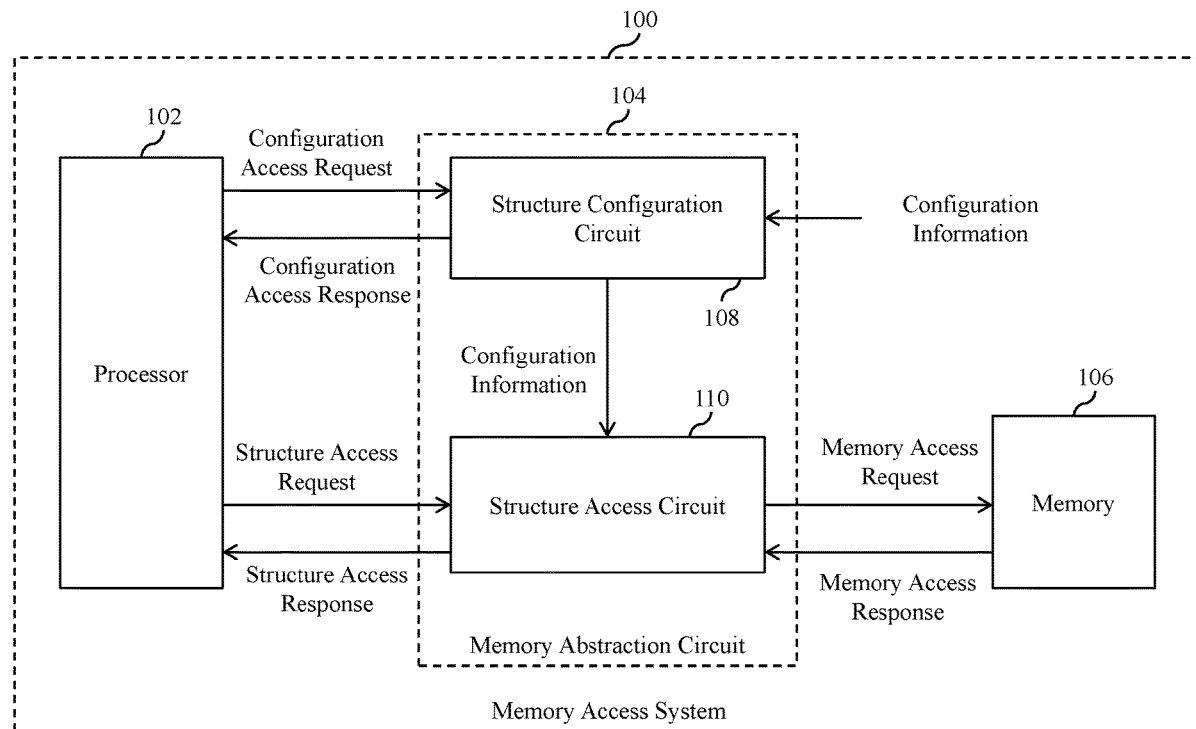 100
102
104
Configuration
Access Request
Structure Configuration
Circuit
Configuration
Information
Configuration
Access Response
108
Processor
Configuration
Information
110
106
Structure Access
Request
Memory Access
Request
Structure Access Circuit
Memory
Structure Access
Response
Memory Access
Response
Memory Abstraction Circuit
Memory Access System